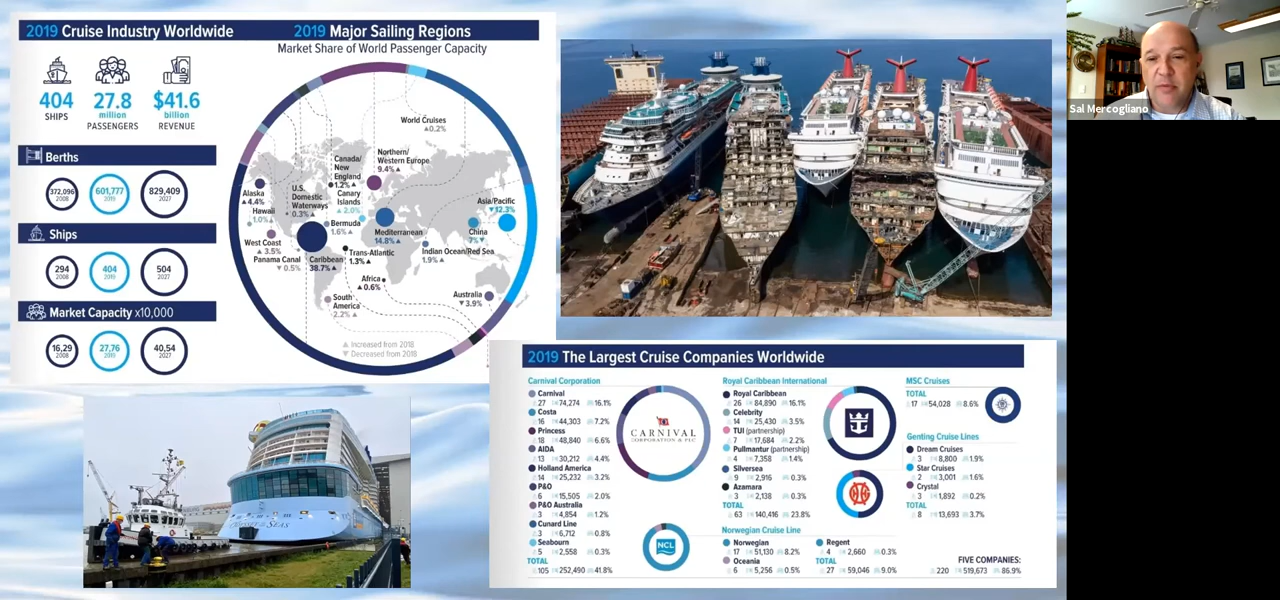 2019 Cruise Industry Worldwide
404
SHIPS
27.8
million
PASSENGERS
$41.6
billion
REVENUE
Berths
372,096
2008
601,777
2019
829,409
2027
Ships
294
2008
404
2019
504
2027
Market Capacity x10,000
16,29
2008
27,76
2019
40,54
2027
2019 Major Sailing Regions
Market Share of World Passenger Capacity
World Cruises
▲0.2%
Northern/
Western Europe
9.4%▲
Canada/
New
England
1.2%▲
Alaska
▲4.4%
U.S.
Domestic
Waterways
0.3%▲
Canary
Islands
▲ 2.0%
Hawaii
1.0%▲
Bermuda
1.6%▲
Mediterranean
14.8%▲
Asia/Pacific
▼12.3%
China
7%▼
West Coast
▲ 3.5%
Panama Canal
▼0.5%
Caribbean
38.7%▲
Trans-Atlantic
1.3%▲
Indian Ocean/Red Sea
1.9%▲
Africa
▲0.6%
South
America
2.2%▲
Australia
▼3.9%
▲ Increased from 2018
▼ Decreased from 2018
Sal Mercogliano
2019 The Largest Cruise Companies Worldwide
Carnival Corporation
Carnival
27 74,274 16.1%
Costa
16 44,303 7.2%
Princess
18 48,840 6.6%
AIDA
13 30,212 4.4%
Holland America
14 25,232 3.2%
P&O
6 15,505 2.0%
P&O Australia
3 4,854 1.2%
Cunard Line
3 6,712 0.8%
Seabourn
5 2,558 0.3%
TOTAL
105 252,490 41.8%
CARNIVAL
CORPORATION & PLC
NCL
Royal Caribbean International
Royal Caribbean
26 84,890 16.1%
Celebrity
14 25,430 3.5%
TUI (partnership)
7 17,684 2.2%
Pullmantur (partnership)
4 7,358 1.4%
Silversea
9 2,916 0.3%
Azamara
3 2,138 0.3%
TOTAL
63 140,416 23.8%
Norwegian Cruise Line
Norwegian
17 51,130 8.2%
Oceania
6 5,256 0.5%
Regent
4 2,660 0.3%
TOTAL
27 59,046 9.0%
MSC Cruises
TOTAL
17 54,028 8.6%
Genting Cruise Lines
Dream Cruises
3 8,800 1.9%
Star Cruises
2 3,001 1.6%
Crystal
3 1,892 0.2%
TOTAL
8 13,693 3.7%
FIVE COMPANIES:
220 519,673 86.9%